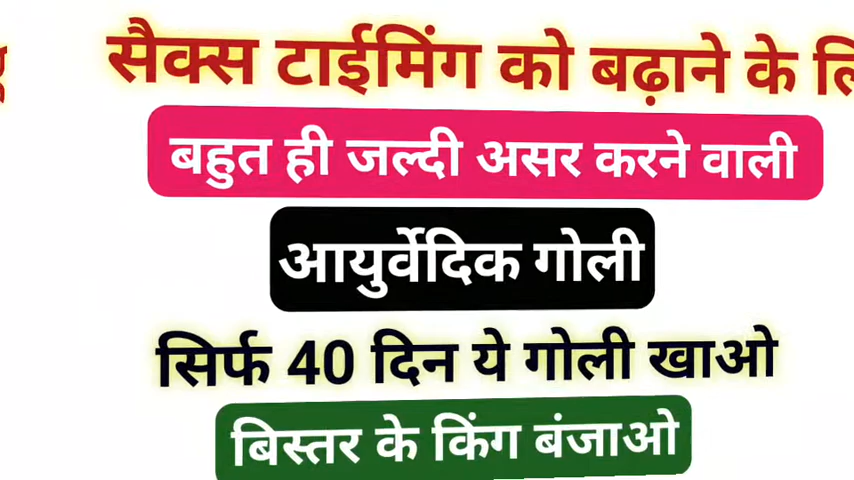 सैक्स टाईमिंग को बढ़ाने के लि
बहुत ही जल्दी असर करने वाली
आयुर्वेदिक गोली
सिर्फ 40 दिन ये गोली खाओ
बिस्तर के किंग बंजाओ